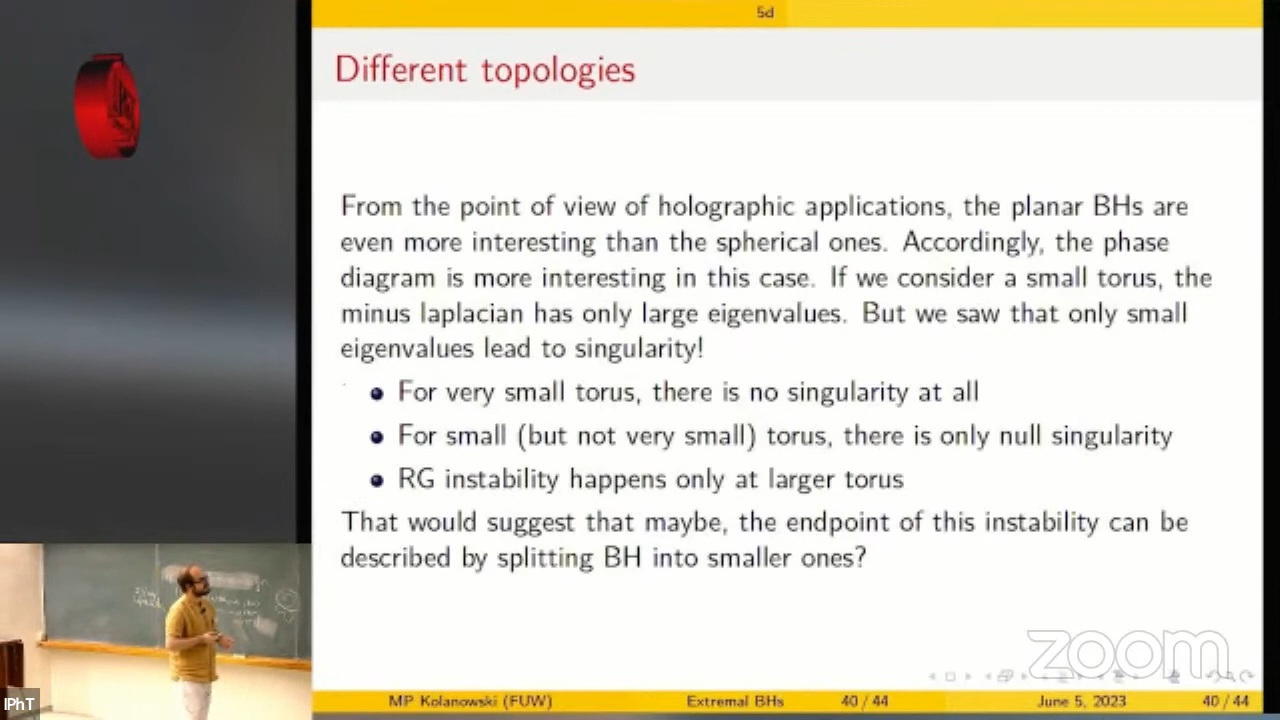 5d
Different topologies
From the point of view of holographic applications, the planar BHs are
even more interesting than the spherical ones. Accordingly, the phase
diagram is more interesting in this case. If we consider a small torus, the
minus laplacian has only large eigenvalues. But we saw that only small
eigenvalues lead to singularity!
For very small torus, there is no singularity at all
For small (but not very small) torus, there is only null singularity
RG instability happens only at larger torus
That would suggest that maybe, the endpoint of this instability can be
described by splitting BH into smaller ones?
zoom
IPhT
MP Kolanowski (FUW) Extremal BHs 40 / 44 June 5, 2023 40 / 44